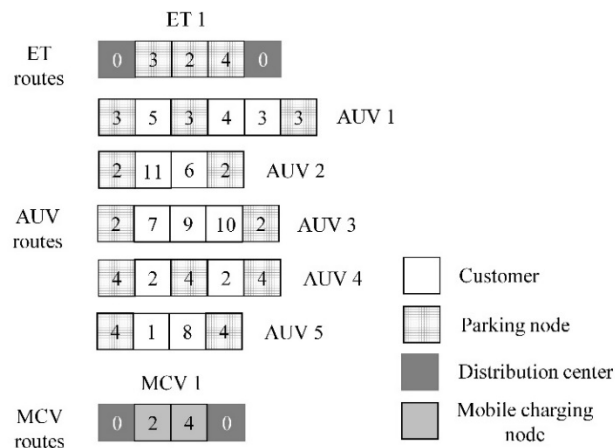 ET 1
ET routes
0 3 2 4 0
3 5 3 4 3 3
AUV 1
2 11 6 2
AUV 2
AUV routes
2 7 9 10 2
AUV 3
4 2 4 2 4
AUV 4
4 1 8 4
AUV 5
MCV 1
MCV routes
0 2 4 0
Customer
Parking node
Distribution center
Mobile charging node